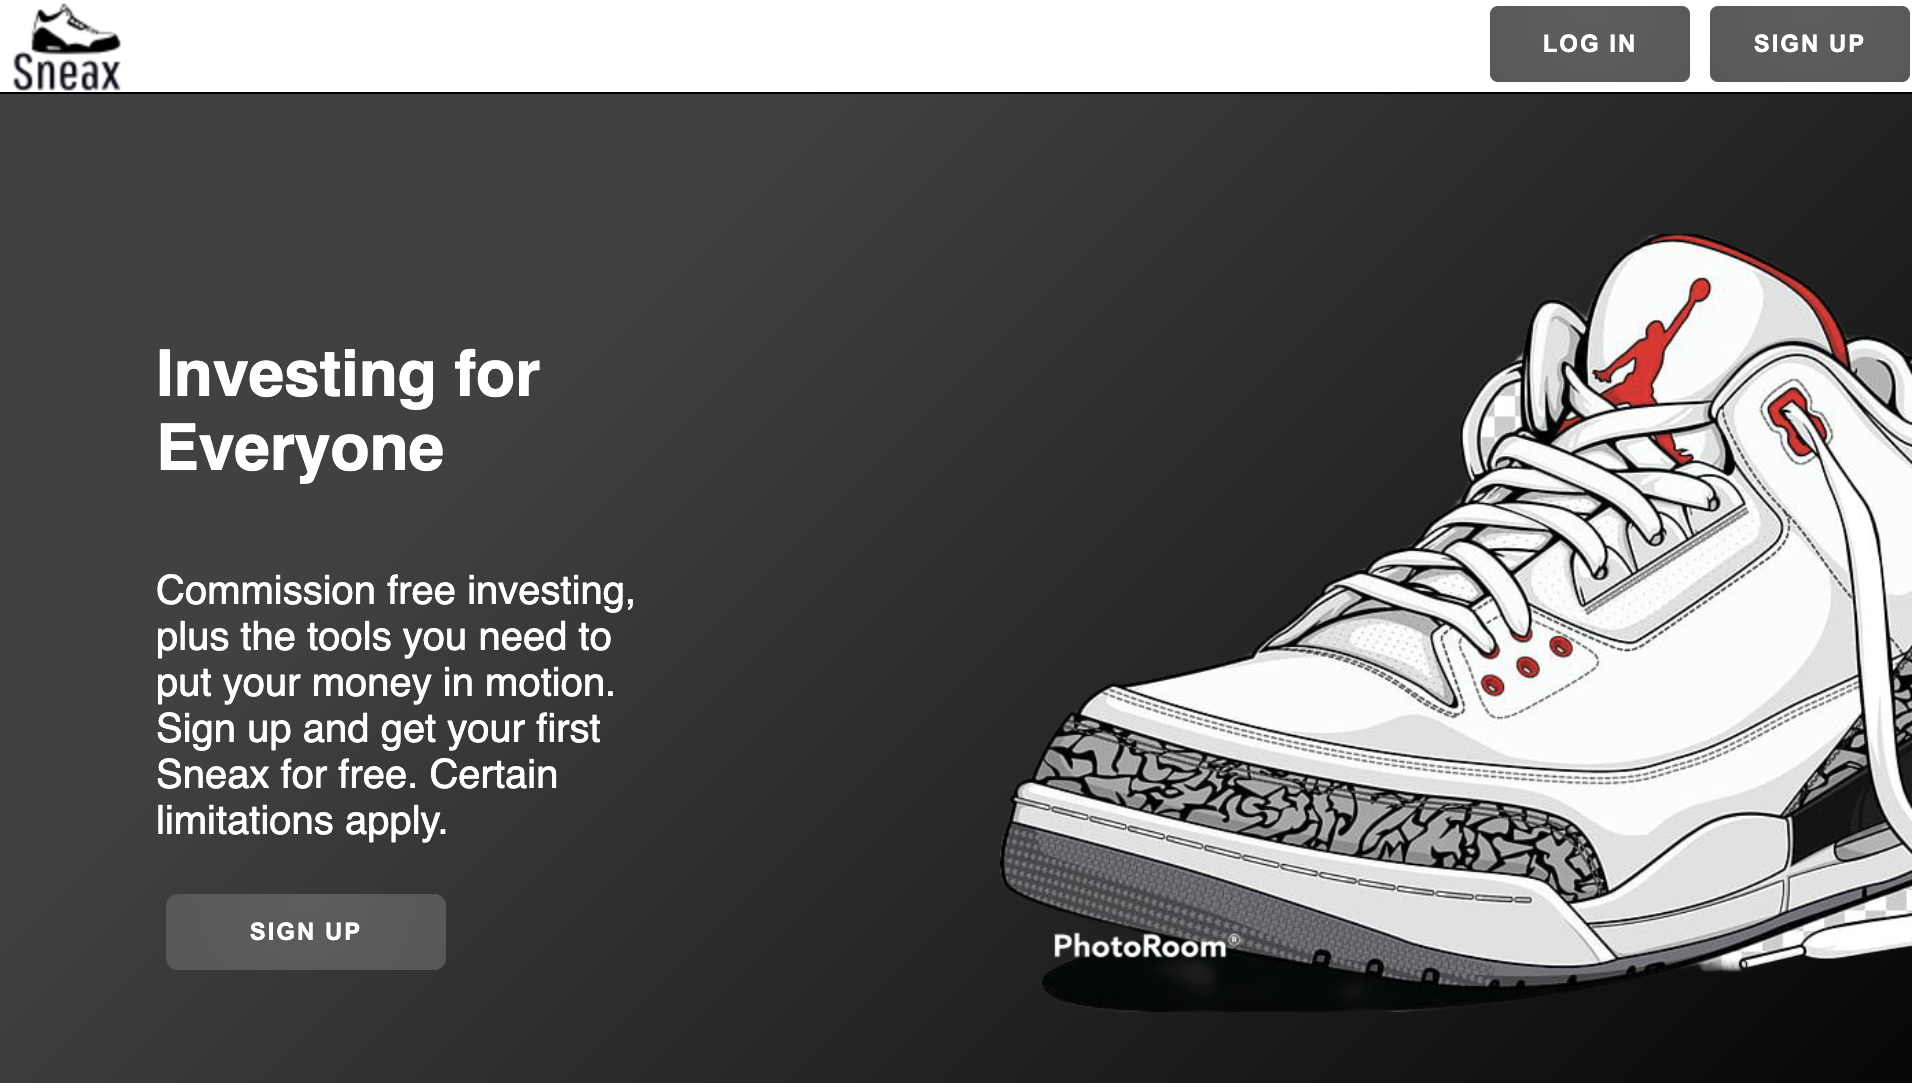 Sneax
LOG IN
SIGN UP
Investing for
Everyone
Commission free investing,
plus the tools you need to
put your money in motion.
Sign up and get your first
Sneax for free. Certain
limitations apply.
SIGN UP
PhotoRoom®